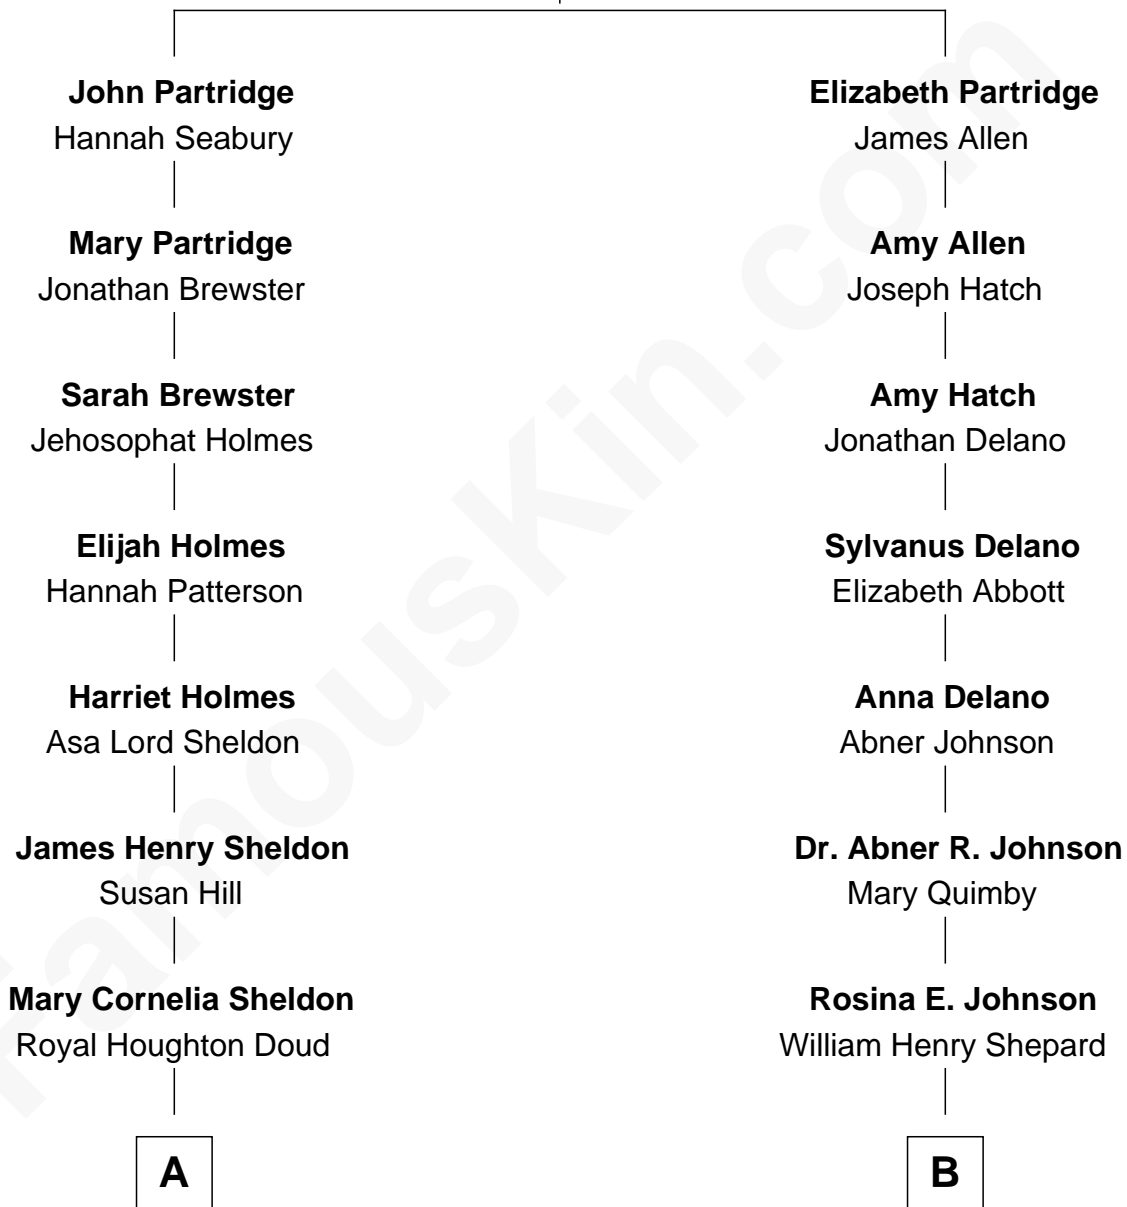 John Partridge
Hannah Seabury
Mary Partridge
Jonathan Brewster
Sarah Brewster
Jehosophat Holmes
Elijah Holmes
Hannah Patterson
Harriet Holmes
Asa Lord Sheldon
James Henry Sheldon
Susan Hill
Mary Cornelia Sheldon
Royal Houghton Doud
A
Elizabeth Partridge
James Allen
Amy Allen
Joseph Hatch
Amy Hatch
Jonathan Delano
Sylvanus Delano
Elizabeth Abbott
Anna Delano
Abner Johnson
Dr. Abner R. Johnson
Mary Quimby
Rosina E. Johnson
William Henry Shepard
B
FamousKin.com